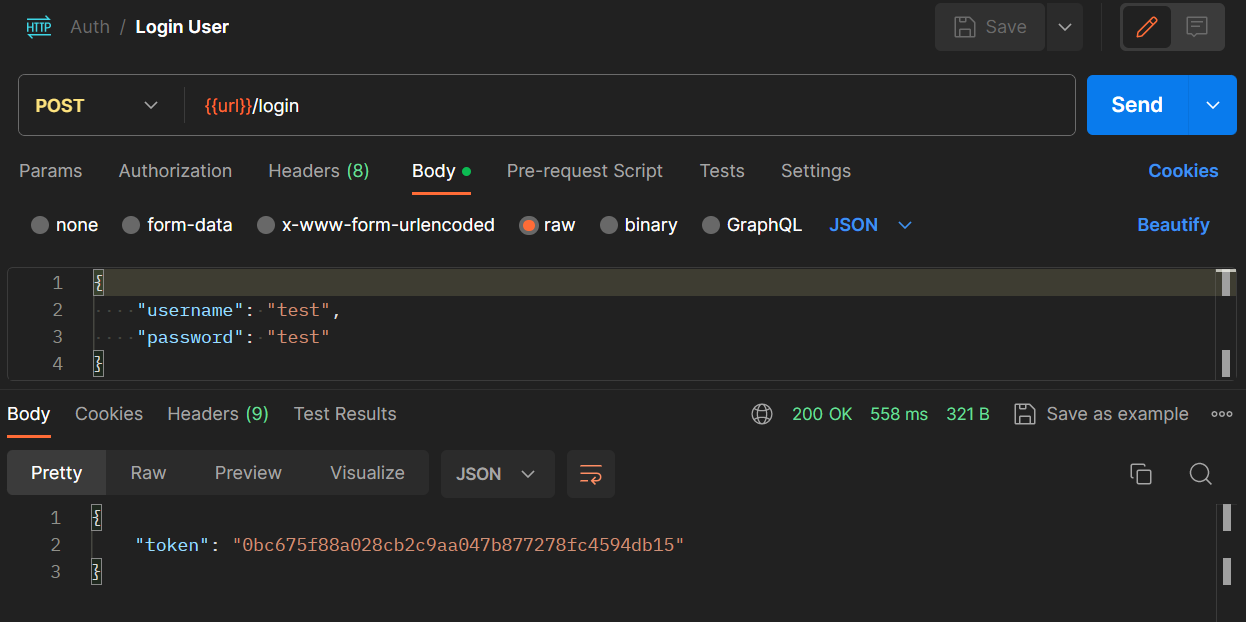 HTTP Auth / Login User Save
POST {{url}}/login Send
Params Authorization Headers (8) Body Pre-request Script Tests Settings Cookies
none form-data x-www-form-urlencoded raw binary GraphQL JSON Beautify
1 {
2 "username": "test",
3 "password": "test"
4 }
Body Cookies Headers (9) Test Results 200 OK 558 ms 321 B Save as example
Pretty Raw Preview Visualize JSON
1 {
2 "token": "0bc675f88a028cb2c9aa047b877278fc4594db15"
3 }